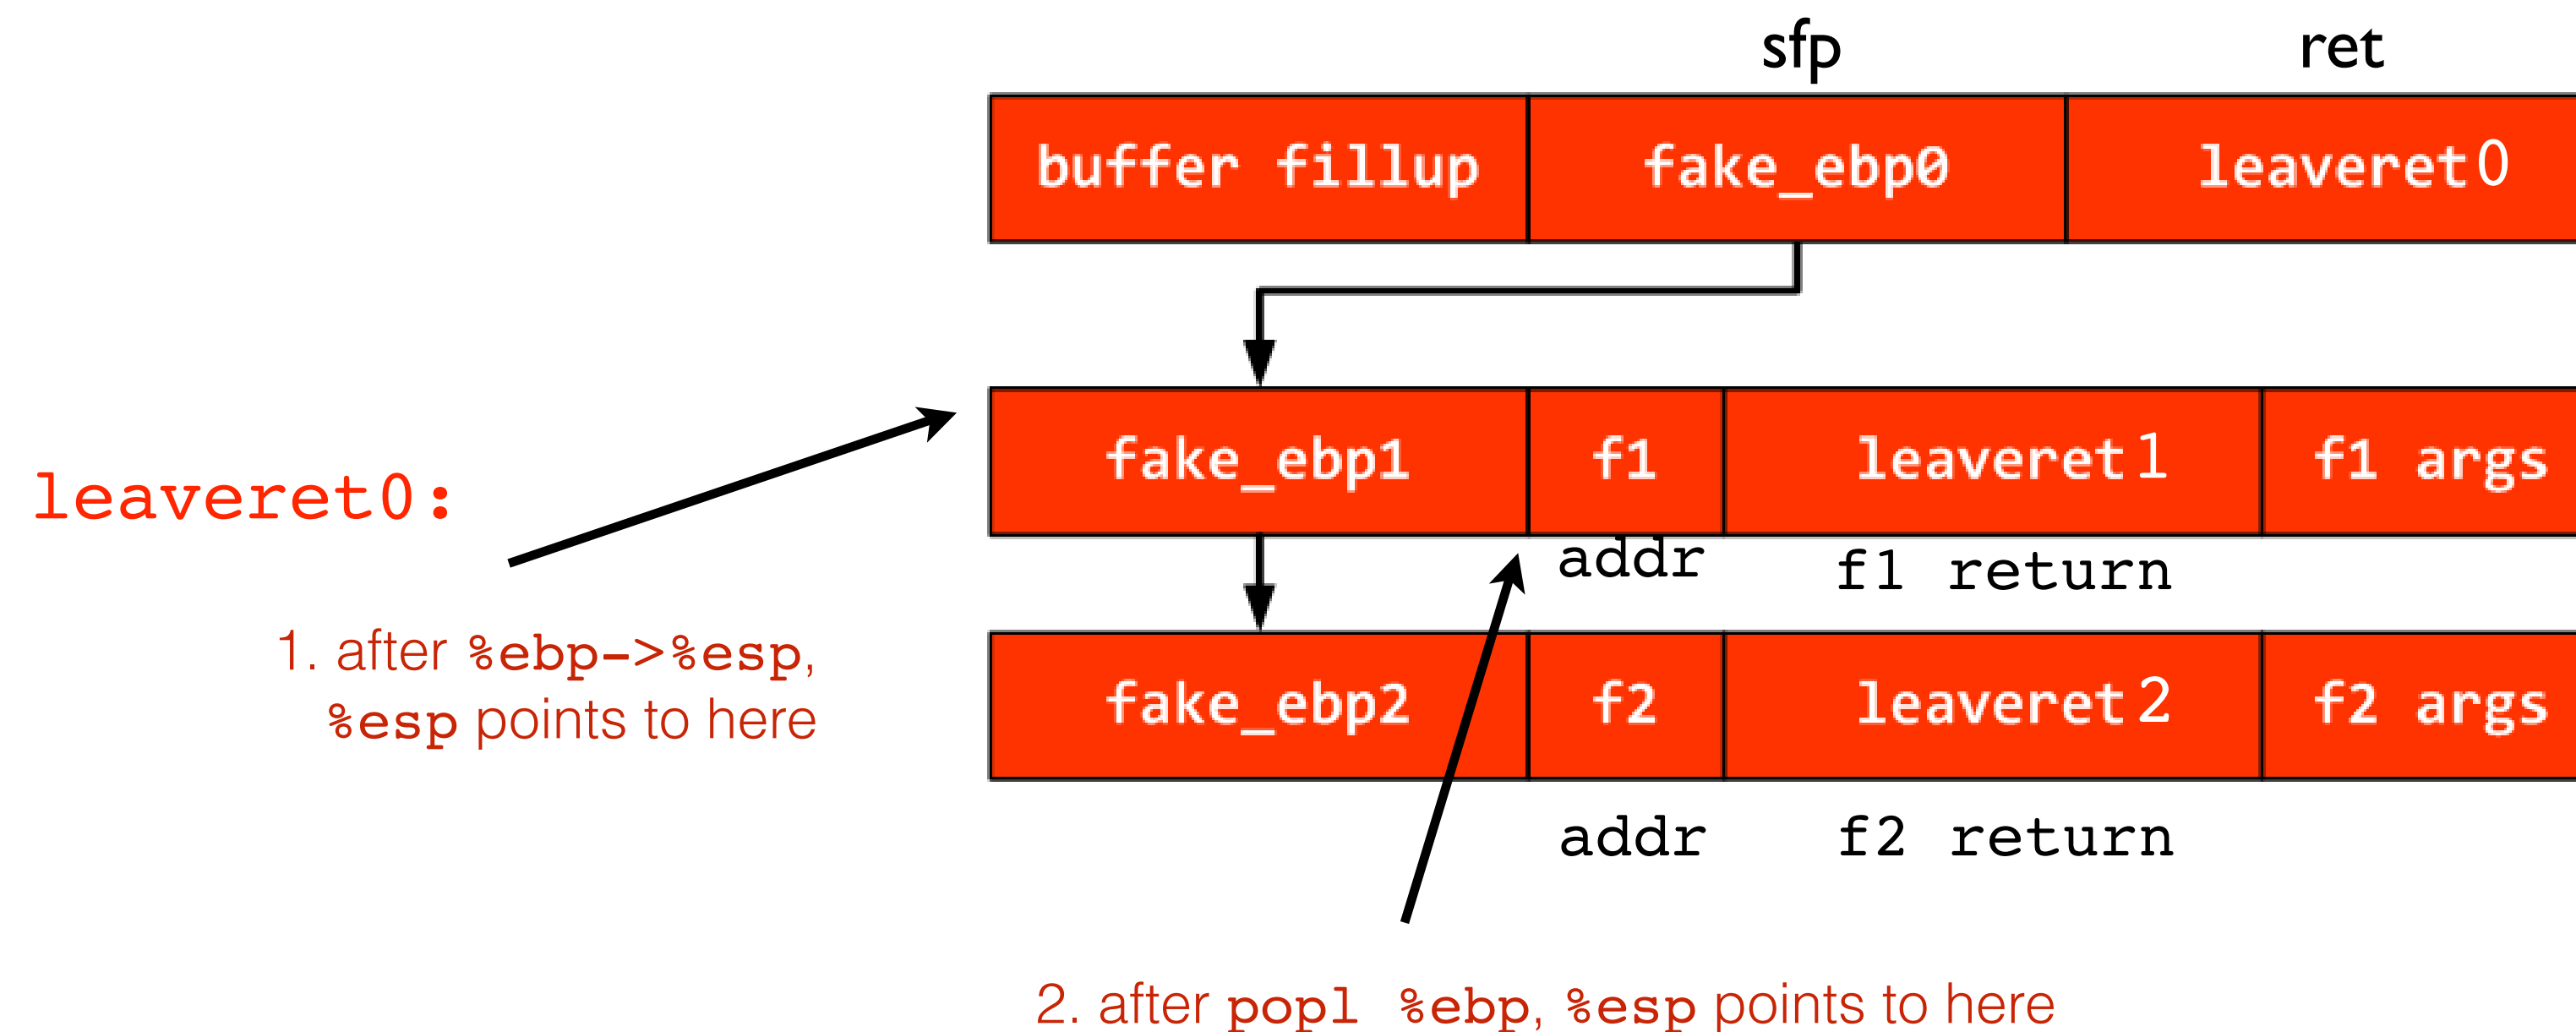 sfp ret
buffer fillup fake_ebp0 leaveret0
fake_ebp1 f1 leaveret1 f1 args
leaveret0:
addr f1 return
1. after %ebp->%esp,
%esp points to here
fake_ebp2 f2 leaveret2 f2 args
addr f2 return
2. after popl %ebp, %esp points to here